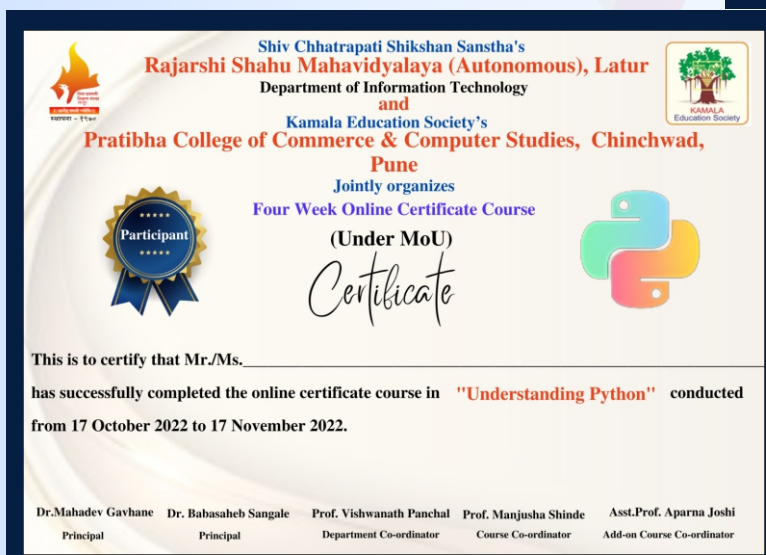 Shiv Chhatrapati Shikshan Sanstha's
Rajarshi Shahu Mahavidyalaya (Autonomous), Latur
Department of Information Technology
and
Kamala Education Society's
Pratibha College of Commerce & Computer Studies, Chinchwad,
Pune
Jointly organizes
Four Week Online Certificate Course
(Under MoU)
Certificate
स्थापना - १९७०
KAMALA
Education Society
Participant
This is to certify that Mr./Ms.
has successfully completed the online certificate course in "Understanding Python" conducted
from 17 October 2022 to 17 November 2022.
Dr.Mahadev Gavhane Dr. Babasaheb Sangale Prof. Vishwanath Panchal Prof. Manjusha Shinde Asst.Prof. Aparna Joshi
Principal Principal Department Co-ordinator Course Co-ordinator Add-on Course Co-ordinator